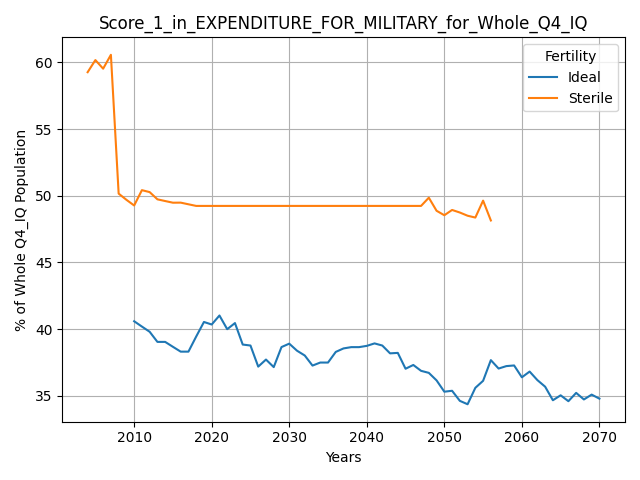 Score_1_in_EXPENDITURE_FOR_MILITARY_for_Whole_Q4_IQ
% of Whole Q4_IQ Population
60
55
50
45
40
35
Fertility
Ideal
Sterile
2010 2020 2030 2040 2050 2060 2070
Years